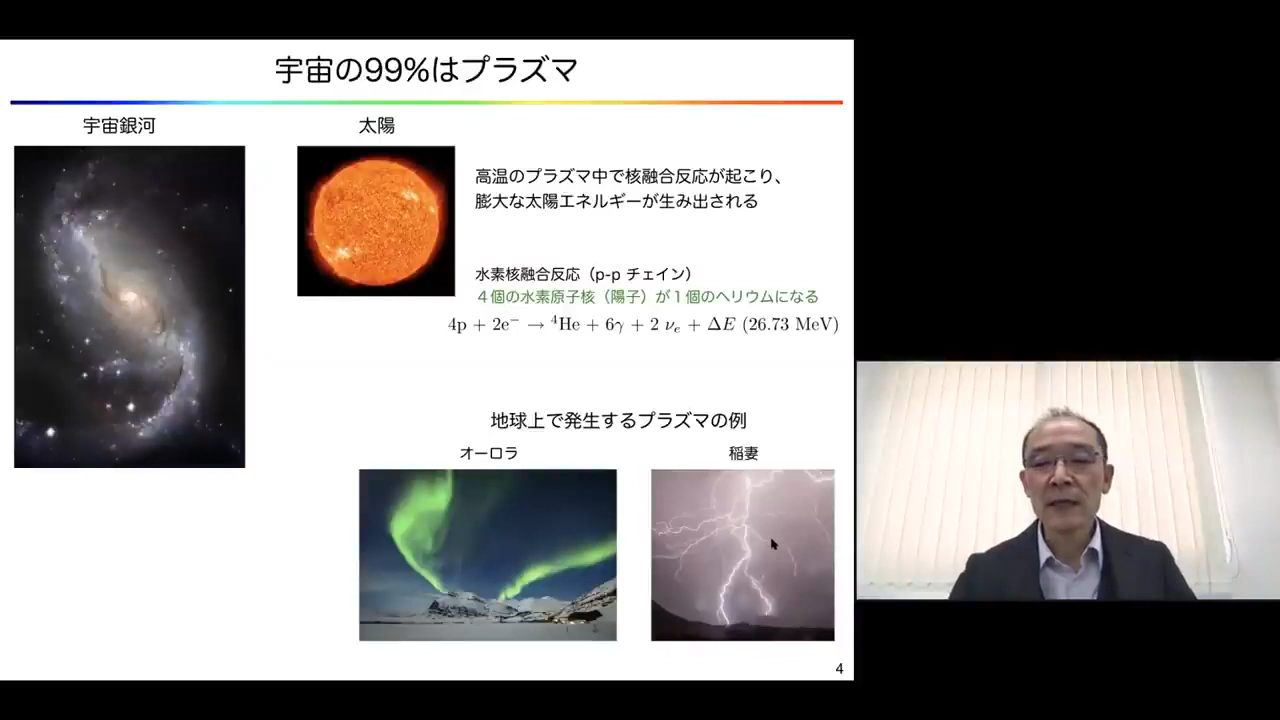 宇宙の99%はプラズマ
宇宙銀河
太陽
高温のプラズマ中で核融合反応が起こり、
膨大な太陽エネルギーが生み出される
水素核融合反応（p-p チェイン）
４個の水素原子核（陽子）が１個のヘリウムになる
4p + 2e⁻ → ⁴He + 6γ + 2 νₑ + ΔE (26.73 MeV)
地球上で発生するプラズマの例
オーロラ
稲妻
4